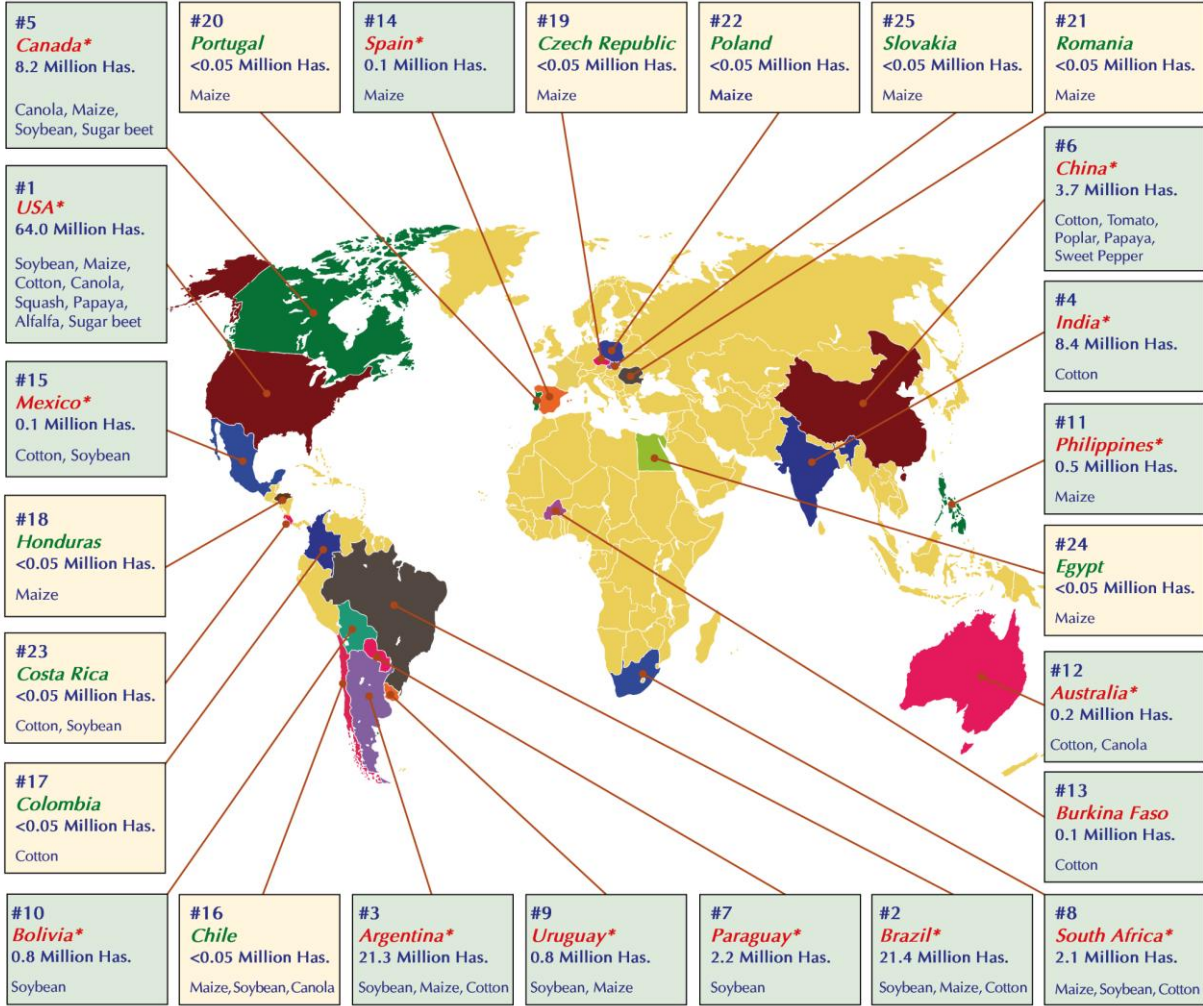 #5
Canada*
8.2 Million Has.
Canola, Maize,
Soybean, Sugar beet
#20
Portugal
<0.05 Million Has.
Maize
#14
Spain*
0.1 Million Has.
Maize
#19
Czech Republic
<0.05 Million Has.
Maize
#22
Poland
<0.05 Million Has.
Maize
#25
Slovakia
<0.05 Million Has.
Maize
#21
Romania
<0.05 Million Has.
Maize
#1
USA*
64.0 Million Has.
Soybean, Maize,
Cotton, Canola,
Squash, Papaya,
Alfalfa, Sugar beet
#6
China*
3.7 Million Has.
Cotton, Tomato,
Poplar, Papaya,
Sweet Pepper
#4
India*
8.4 Million Has.
Cotton
#15
Mexico*
0.1 Million Has.
Cotton, Soybean
#11
Philippines*
0.5 Million Has.
Maize
#18
Honduras
<0.05 Million Has.
Maize
#24
Egypt
<0.05 Million Has.
Maize
#23
Costa Rica
<0.05 Million Has.
Cotton, Soybean
#12
Australia*
0.2 Million Has.
Cotton, Canola
#17
Colombia
<0.05 Million Has.
Cotton
#13
Burkina Faso
0.1 Million Has.
Cotton
#10
Bolivia*
0.8 Million Has.
Soybean
#16
Chile
<0.05 Million Has.
Maize, Soybean, Canola
#3
Argentina*
21.3 Million Has.
Soybean, Maize, Cotton
#9
Uruguay*
0.8 Million Has.
Soybean, Maize
#7
Paraguay*
2.2 Million Has.
Soybean
#2
Brazil*
21.4 Million Has.
Soybean, Maize, Cotton
#8
South Africa*
2.1 Million Has.
Maize, Soybean, Cotton